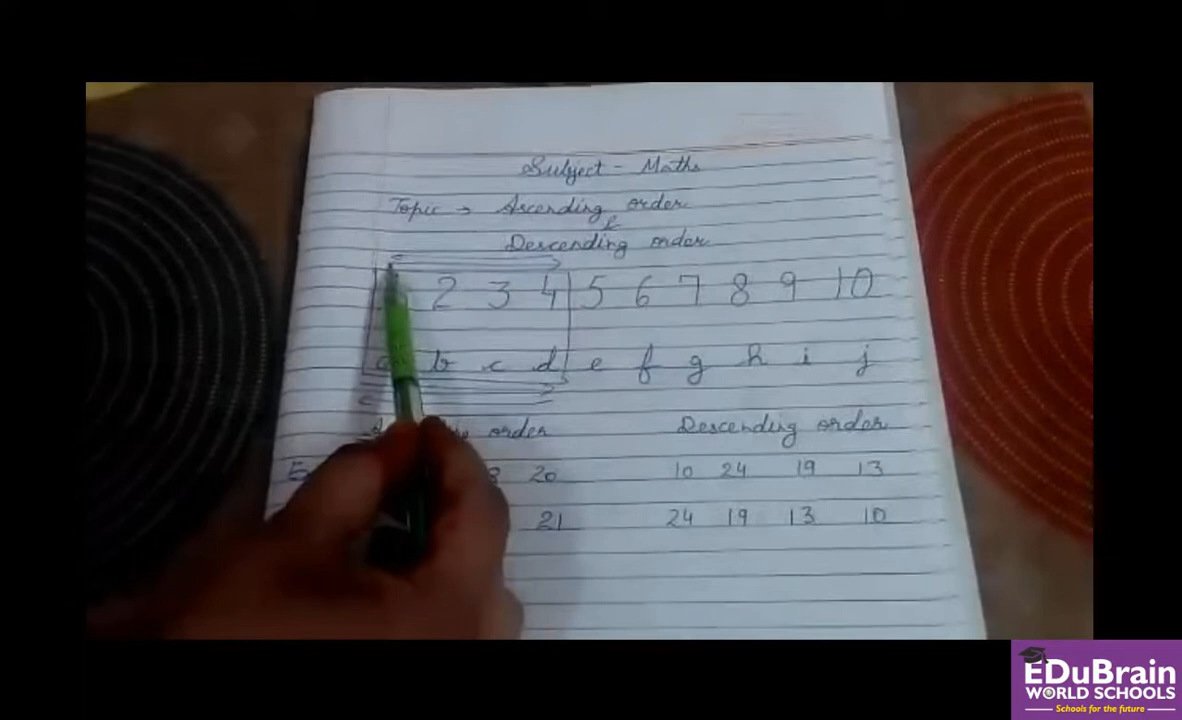 Subject - Maths
Topic → Ascending order
&
Descending order
2 3 4 5 6 7 8 9 10
b c d e f g h i j
order Descending order
20 10 24 19 13
21 24 19 13 10
EDuBrain
WORLD SCHOOLS
Schools for the future